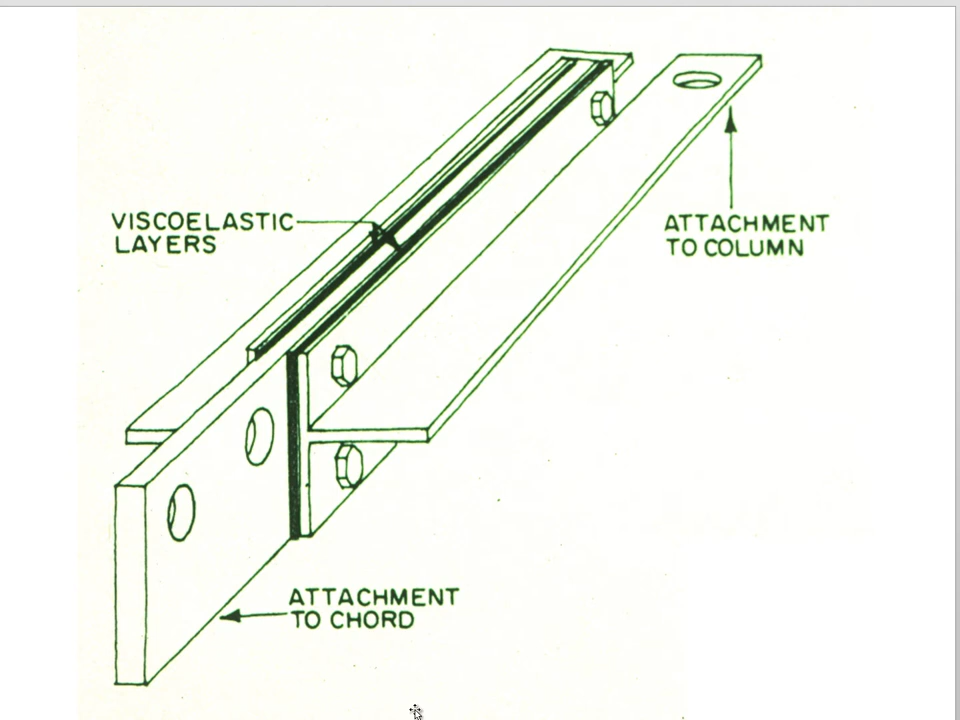 VISCOELASTIC
LAYERS
ATTACHMENT
TO COLUMN
ATTACHMENT
TO CHORD